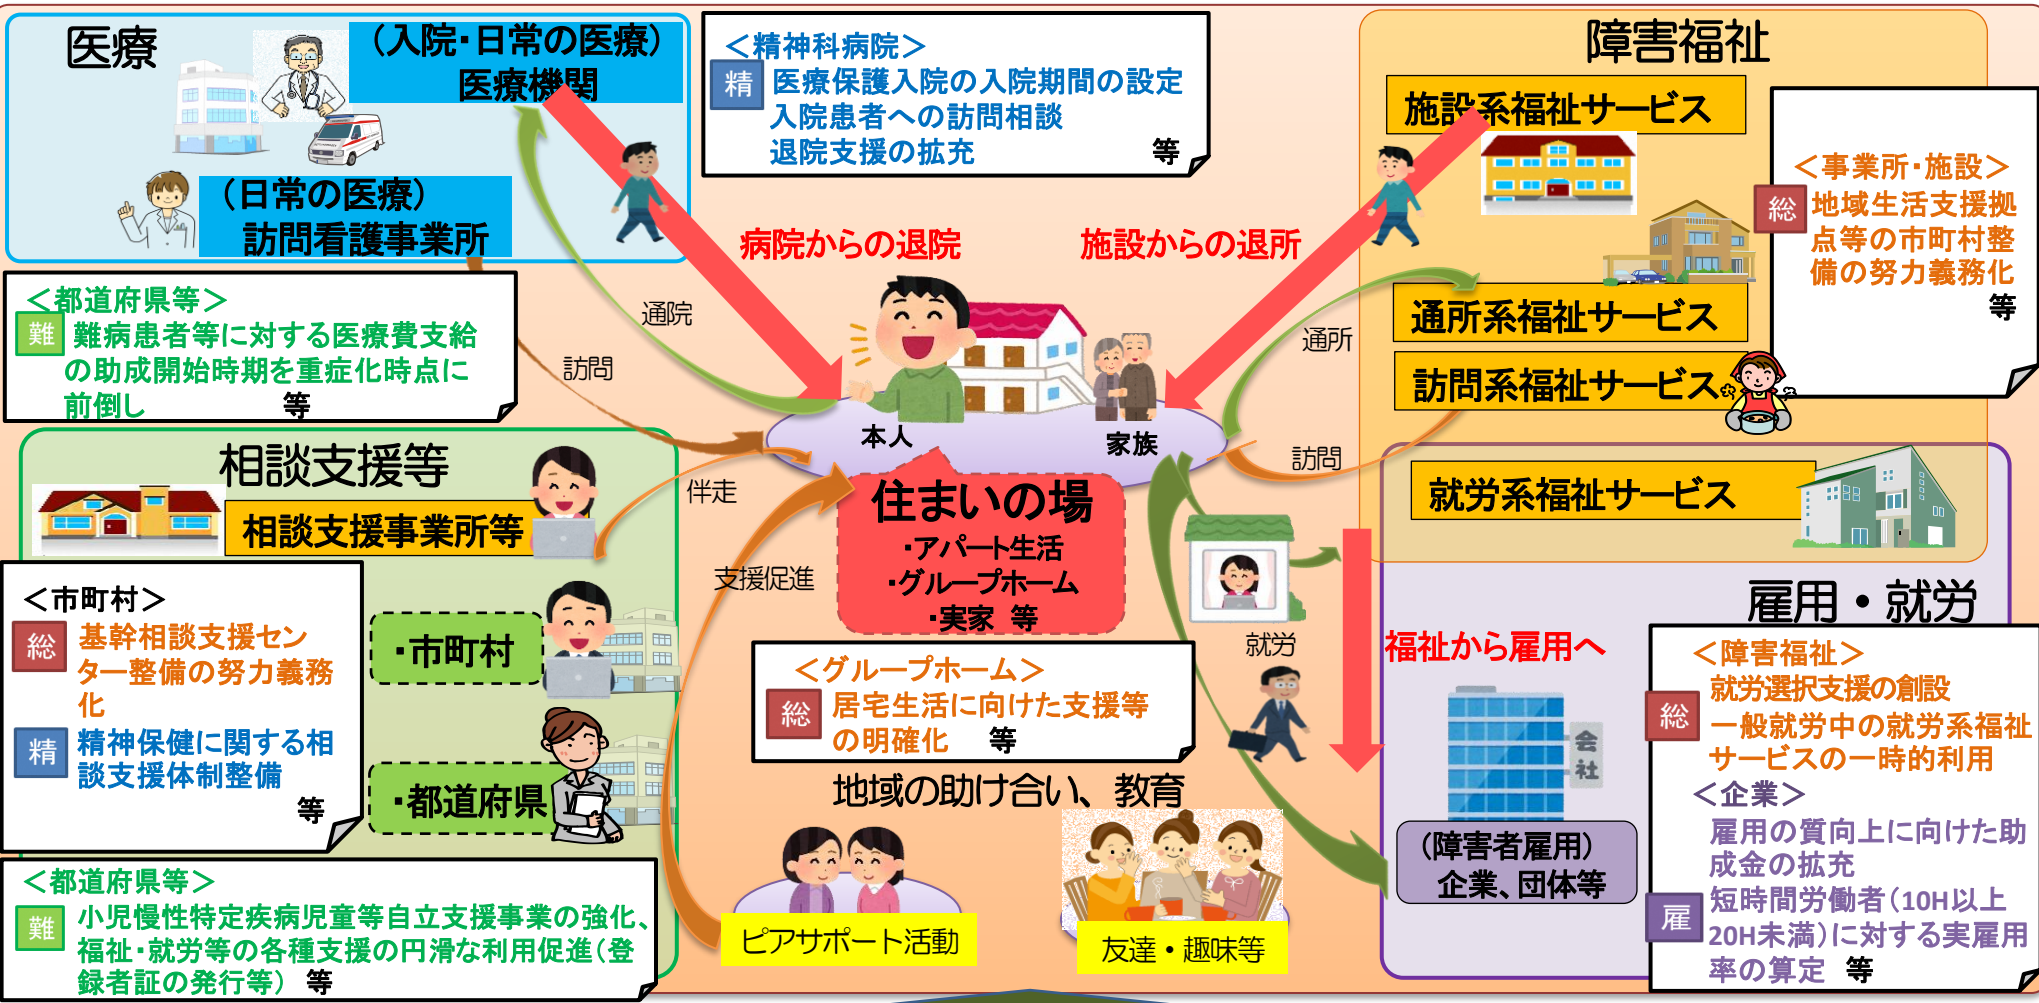 医療
（入院・日常の医療）
医療機関
（日常の医療）
訪問看護事業所
＜精神科病院＞
精
医療保護入院の入院期間の設定
入院患者への訪問相談
退院支援の拡充 等
障害福祉
施設系福祉サービス
＜事業所・施設＞
総
地域生活支援拠
点等の市町村整
備の努力義務化
等
通所系福祉サービス
訪問系福祉サービス
就労系福祉サービス
病院からの退院
施設からの退所
通院
訪問
通所
訪問
＜都道府県等＞
難
難病患者等に対する医療費支給
の助成開始時期を重症化時点に
前倒し 等
本人
家族
住まいの場
・アパート生活
・グループホーム
・実家 等
相談支援等
相談支援事業所等
伴走
支援促進
＜市町村＞
総
基幹相談支援セン
ター整備の努力義務
化
精
精神保健に関する相
談支援体制整備
等
・市町村
・都道府県
＜都道府県等＞
難
小児慢性特定疾病児童等自立支援事業の強化、
福祉・就労等の各種支援の円滑な利用促進（登
録者証の発行等） 等
＜グループホーム＞
総
居宅生活に向けた支援等
の明確化 等
地域の助け合い、教育
ピアサポート活動
友達・趣味等
就労
福祉から雇用へ
雇用・就労
会
社
（障害者雇用）
企業、団体等
＜障害福祉＞
就労選択支援の創設
総
一般就労中の就労系福祉
サービスの一時的利用
＜企業＞
雇用の質向上に向けた助
成金の拡充
雇
短時間労働者（10H以上
20H未満）に対する実雇用
率の算定 等